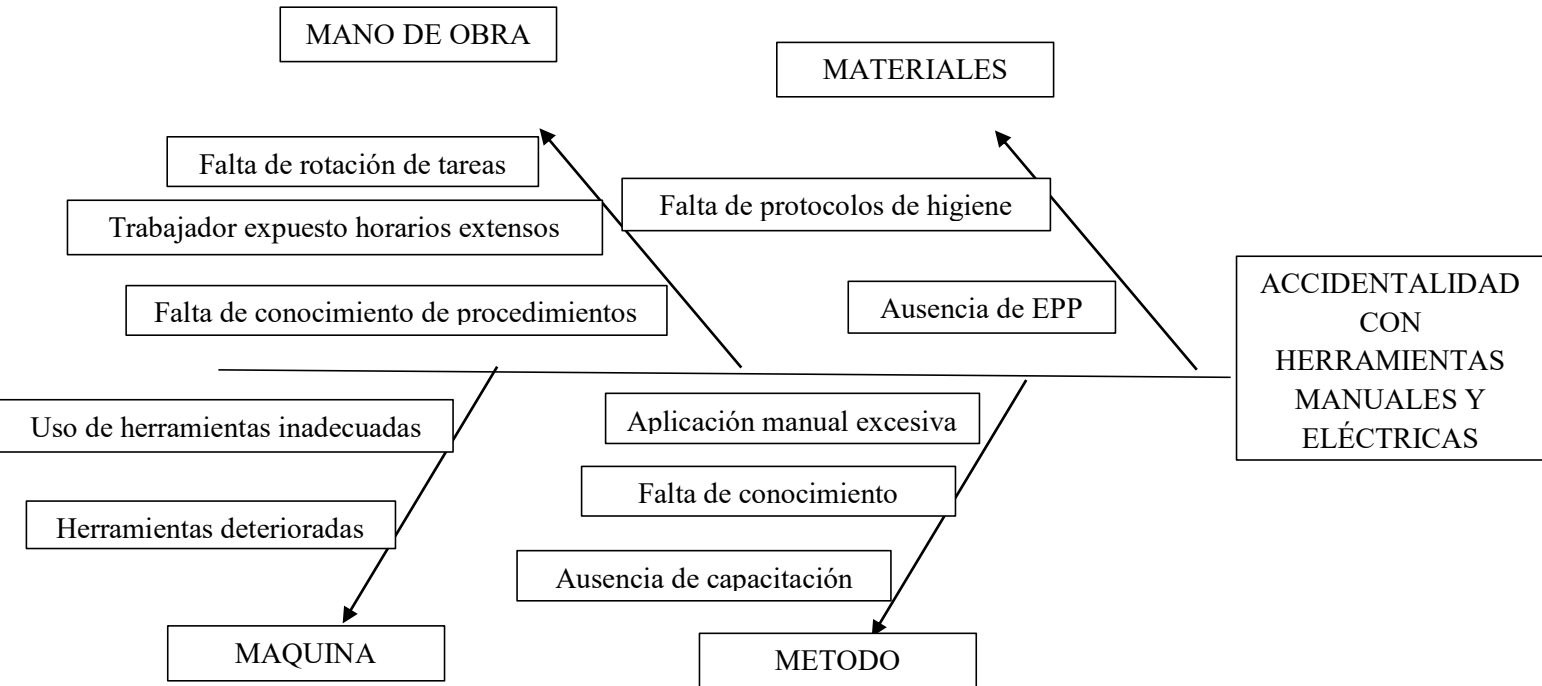 MANO DE OBRA
MATERIALES
Falta de rotación de tareas
Falta de protocolos de higiene
Trabajador expuesto horarios extensos
Falta de conocimiento de procedimientos
Ausencia de EPP
ACCIDENTALIDAD
CON
HERRAMIENTAS
MANUALES Y
ELÉCTRICAS
Uso de herramientas inadecuadas
Aplicación manual excesiva
Falta de conocimiento
Herramientas deterioradas
Ausencia de capacitación
MAQUINA
METODO